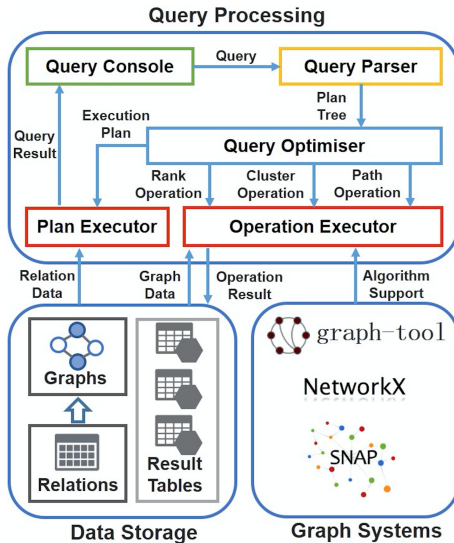 Query Processing
Query Console
Query
Query Parser
Execution
Plan
Plan
Tree
Query
Result
Query Optimiser
Rank
Operation
Cluster
Operation
Path
Operation
Plan Executor
Operation Executor
Relation
Data
Graph
Data
Operation
Result
Algorithm
Support
Graphs
Relations
Result
Tables
graph-tool
NetworkX
SNAP
Data Storage
Graph Systems